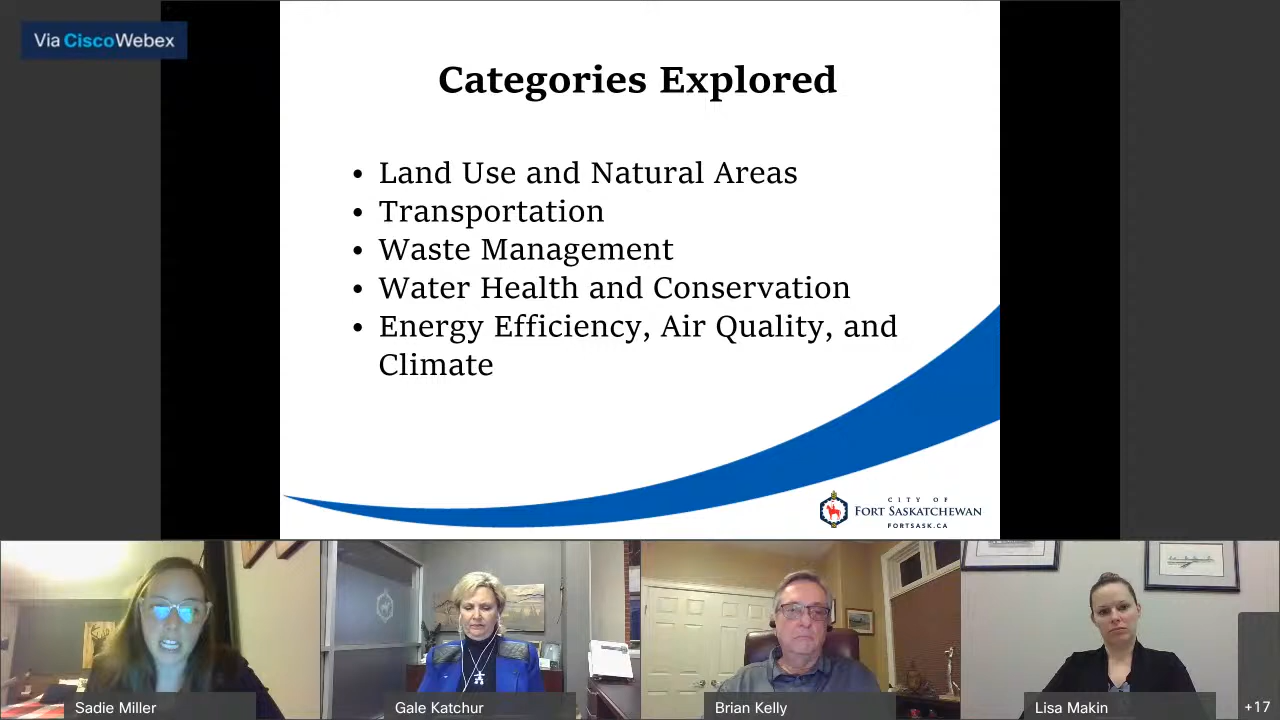 Via CiscoWebex
Categories Explored
• Land Use and Natural Areas
• Transportation
• Waste Management
• Water Health and Conservation
• Energy Efficiency, Air Quality, and
Climate
CITY OF
FORT SASKATCHEWAN
FORTSASK.CA
Sadie Miller
Gale Katchur
Brian Kelly
Lisa Makin
+17